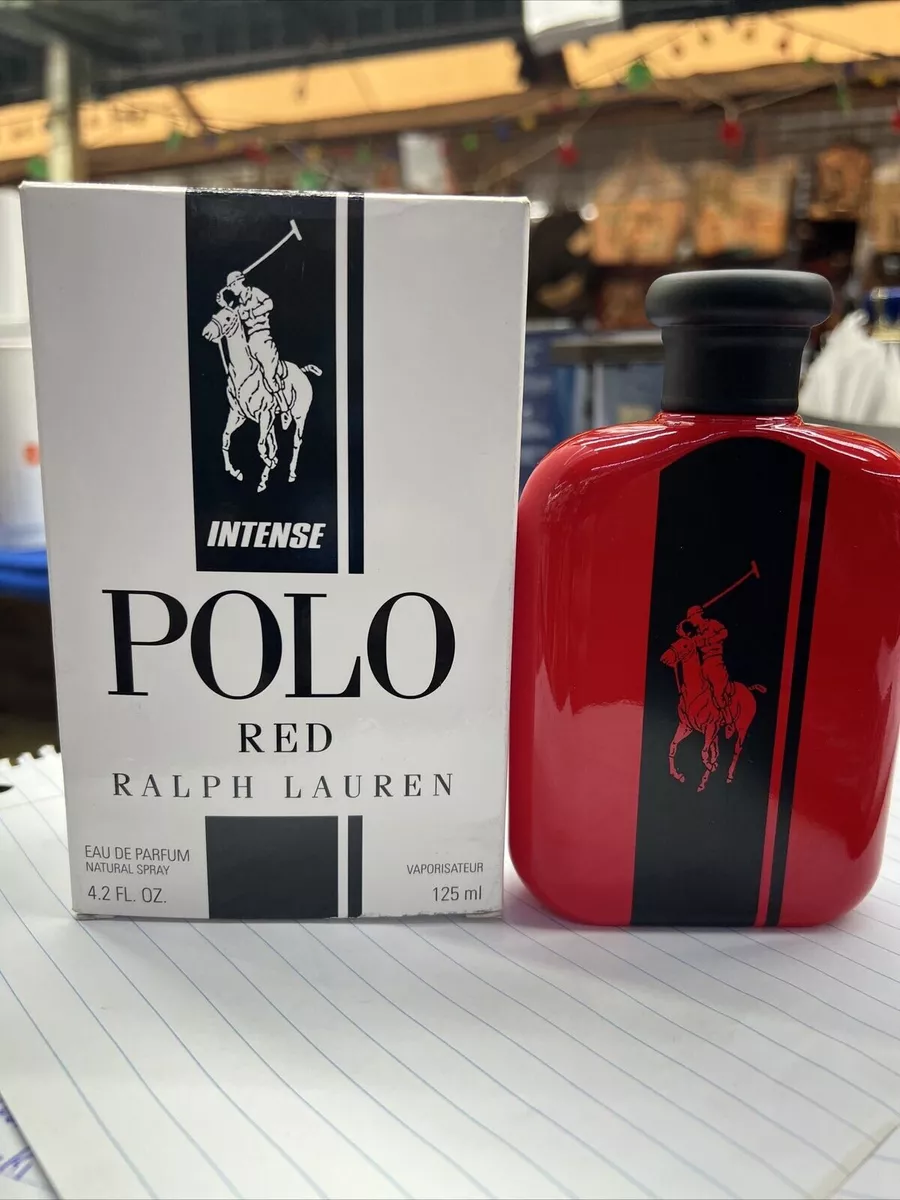 INTENSE
POLO
RED
RALPH LAUREN
EAU DE PARFUM
NATURAL SPRAY
4.2 FL. OZ.
VAPORISATEUR
125 ml